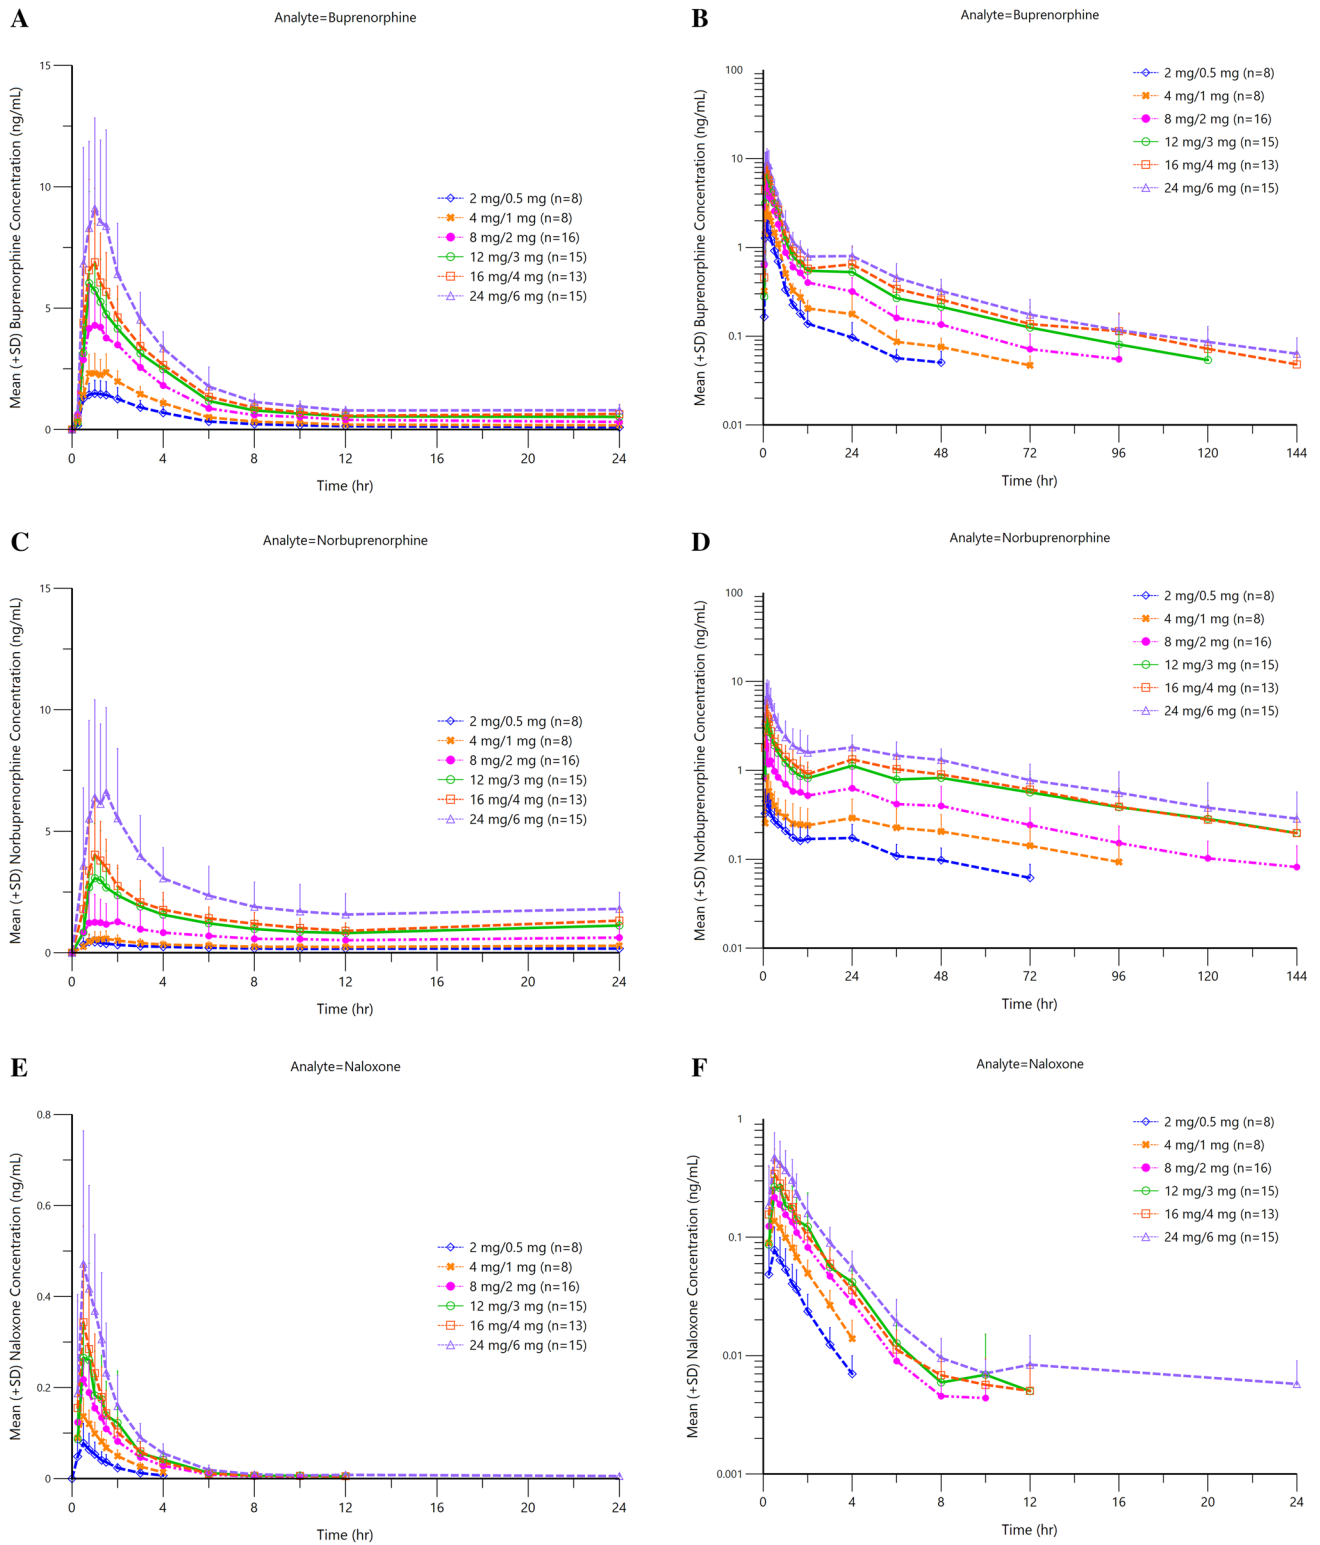 A
Analyte=Buprenorphine
Mean (+SD) Buprenorphine Concentration (ng/mL)
15
10
5
0
2 mg/0.5 mg (n=8)
4 mg/1 mg (n=8)
8 mg/2 mg (n=16)
12 mg/3 mg (n=15)
16 mg/4 mg (n=13)
24 mg/6 mg (n=15)
0 4 8 12 16 20 24
Time (hr)
B
Analyte=Buprenorphine
Mean (+SD) Buprenorphine Concentration (ng/mL)
100
10
1
0.1
0.01
2 mg/0.5 mg (n=8)
4 mg/1 mg (n=8)
8 mg/2 mg (n=16)
12 mg/3 mg (n=15)
16 mg/4 mg (n=13)
24 mg/6 mg (n=15)
0 24 48 72 96 120 144
Time (hr)
C
Analyte=Norbuprenorphine
Mean (+SD) Norbuprenorphine Concentration (ng/mL)
15
10
5
0
2 mg/0.5 mg (n=8)
4 mg/1 mg (n=8)
8 mg/2 mg (n=16)
12 mg/3 mg (n=15)
16 mg/4 mg (n=13)
24 mg/6 mg (n=15)
0 4 8 12 16 20 24
Time (hr)
D
Analyte=Norbuprenorphine
Mean (+SD) Norbuprenorphine Concentration (ng/mL)
100
10
1
0.1
0.01
2 mg/0.5 mg (n=8)
4 mg/1 mg (n=8)
8 mg/2 mg (n=16)
12 mg/3 mg (n=15)
16 mg/4 mg (n=13)
24 mg/6 mg (n=15)
0 24 48 72 96 120 144
Time (hr)
E
Analyte=Naloxone
Mean (+SD) Naloxone Concentration (ng/mL)
0.8
0.6
0.4
0.2
0
2 mg/0.5 mg (n=8)
4 mg/1 mg (n=8)
8 mg/2 mg (n=16)
12 mg/3 mg (n=15)
16 mg/4 mg (n=13)
24 mg/6 mg (n=15)
0 4 8 12 16 20 24
Time (hr)
F
Analyte=Naloxone
Mean (+SD) Naloxone Concentration (ng/mL)
1
0.1
0.01
0.001
2 mg/0.5 mg (n=8)
4 mg/1 mg (n=8)
8 mg/2 mg (n=16)
12 mg/3 mg (n=15)
16 mg/4 mg (n=13)
24 mg/6 mg (n=15)
0 4 8 12 16 20 24
Time (hr)